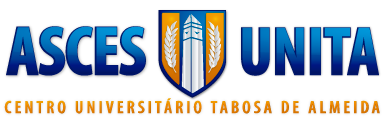 ASCES UNITA
CENTRO UNIVERSITÁRIO TABOSA DE ALMEIDA